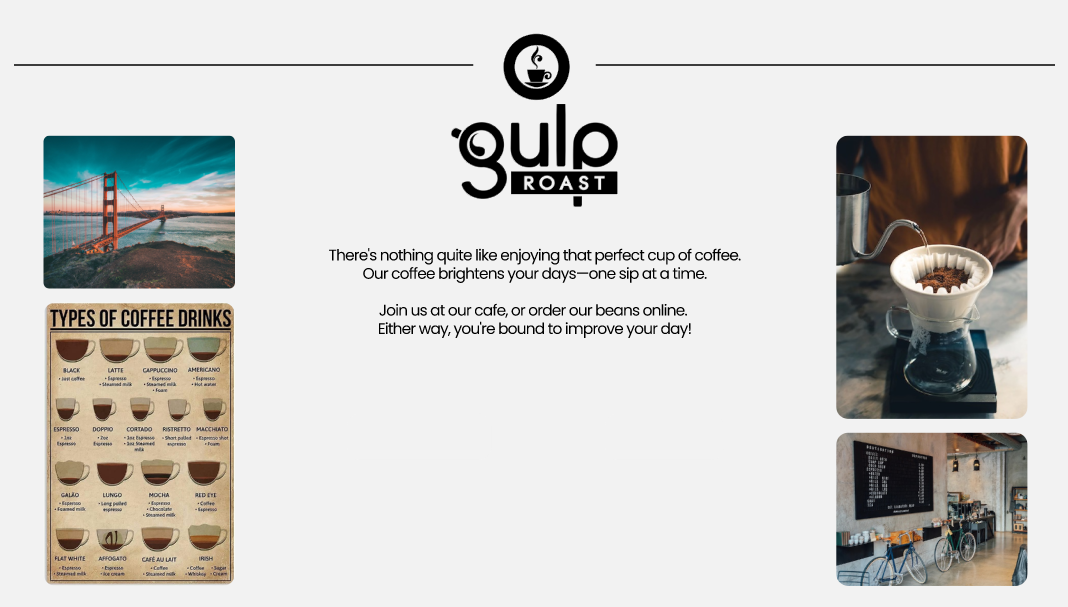 gulp
ROAST
There's nothing quite like enjoying that perfect cup of coffee.
Our coffee brightens your days—one sip at a time.
Join us at our cafe, or order our beans online.
Either way, you're bound to improve your day!
TYPES OF COFFEE DRINKS
BLACK
• Just coffee
LATTE
• Espresso
• Steamed milk
CAPPUCCINO
• Espresso
• Steamed milk
• Foam
AMERICANO
• Espresso
• Hot water
ESPRESSO
• 1oz
Espresso
DOPPIO
• 2oz
Espresso
CORTADO
• 2oz Espresso
• 2oz Steamed
milk
RISTRETTO
• Short pulled
espresso
MACCHIATO
• Espresso shot
• Foam
GALÃO
• Espresso
• Foamed milk
LUNGO
• Long pulled
espresso
MOCHA
• Espresso
• Chocolate
• Steamed milk
RED EYE
• Coffee
• Espresso
FLAT WHITE
• Espresso
• Steamed milk
AFFOGATO
• Espresso
• Ice cream
CAFÉ AU LAIT
• Coffee
• Steamed milk
IRISH
• Coffee • Sugar
• Whiskey • Cream